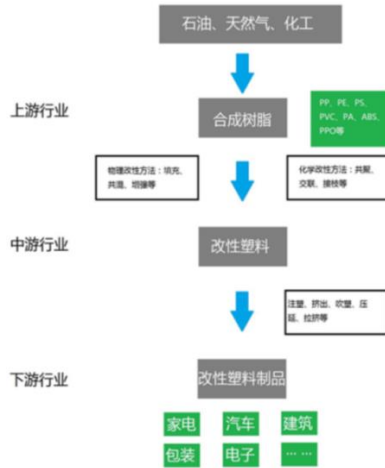 石油、天然气、化工
上游行业
合成树脂
PP、PE、PS、
PVC、PA、ABS、
PPO等
物理改性方法：填充、
共混、增强等
化学改性方法：共聚、
交联、接枝等
中游行业
改性塑料
注塑、挤出、吹塑、压
延、拉挤等
下游行业
改性塑料制品
家电
汽车
建筑
包装
电子
… …